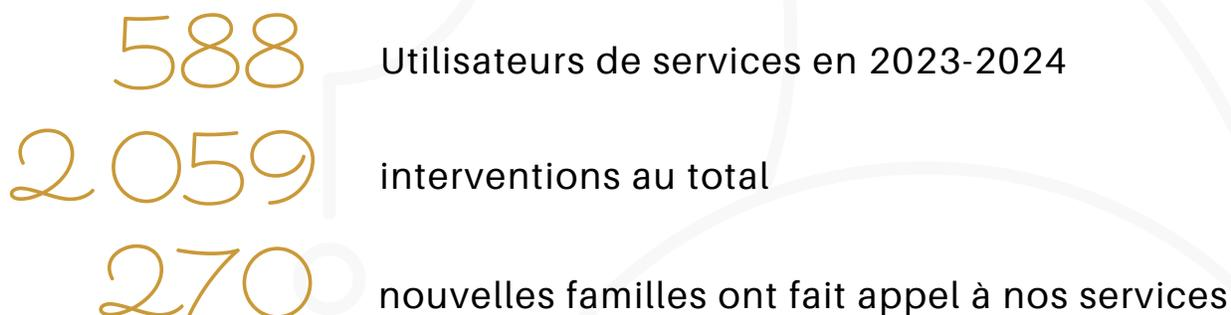 588 Utilisateurs de services en 2023-2024
2 059 interventions au total
270 nouvelles familles ont fait appel à nos services